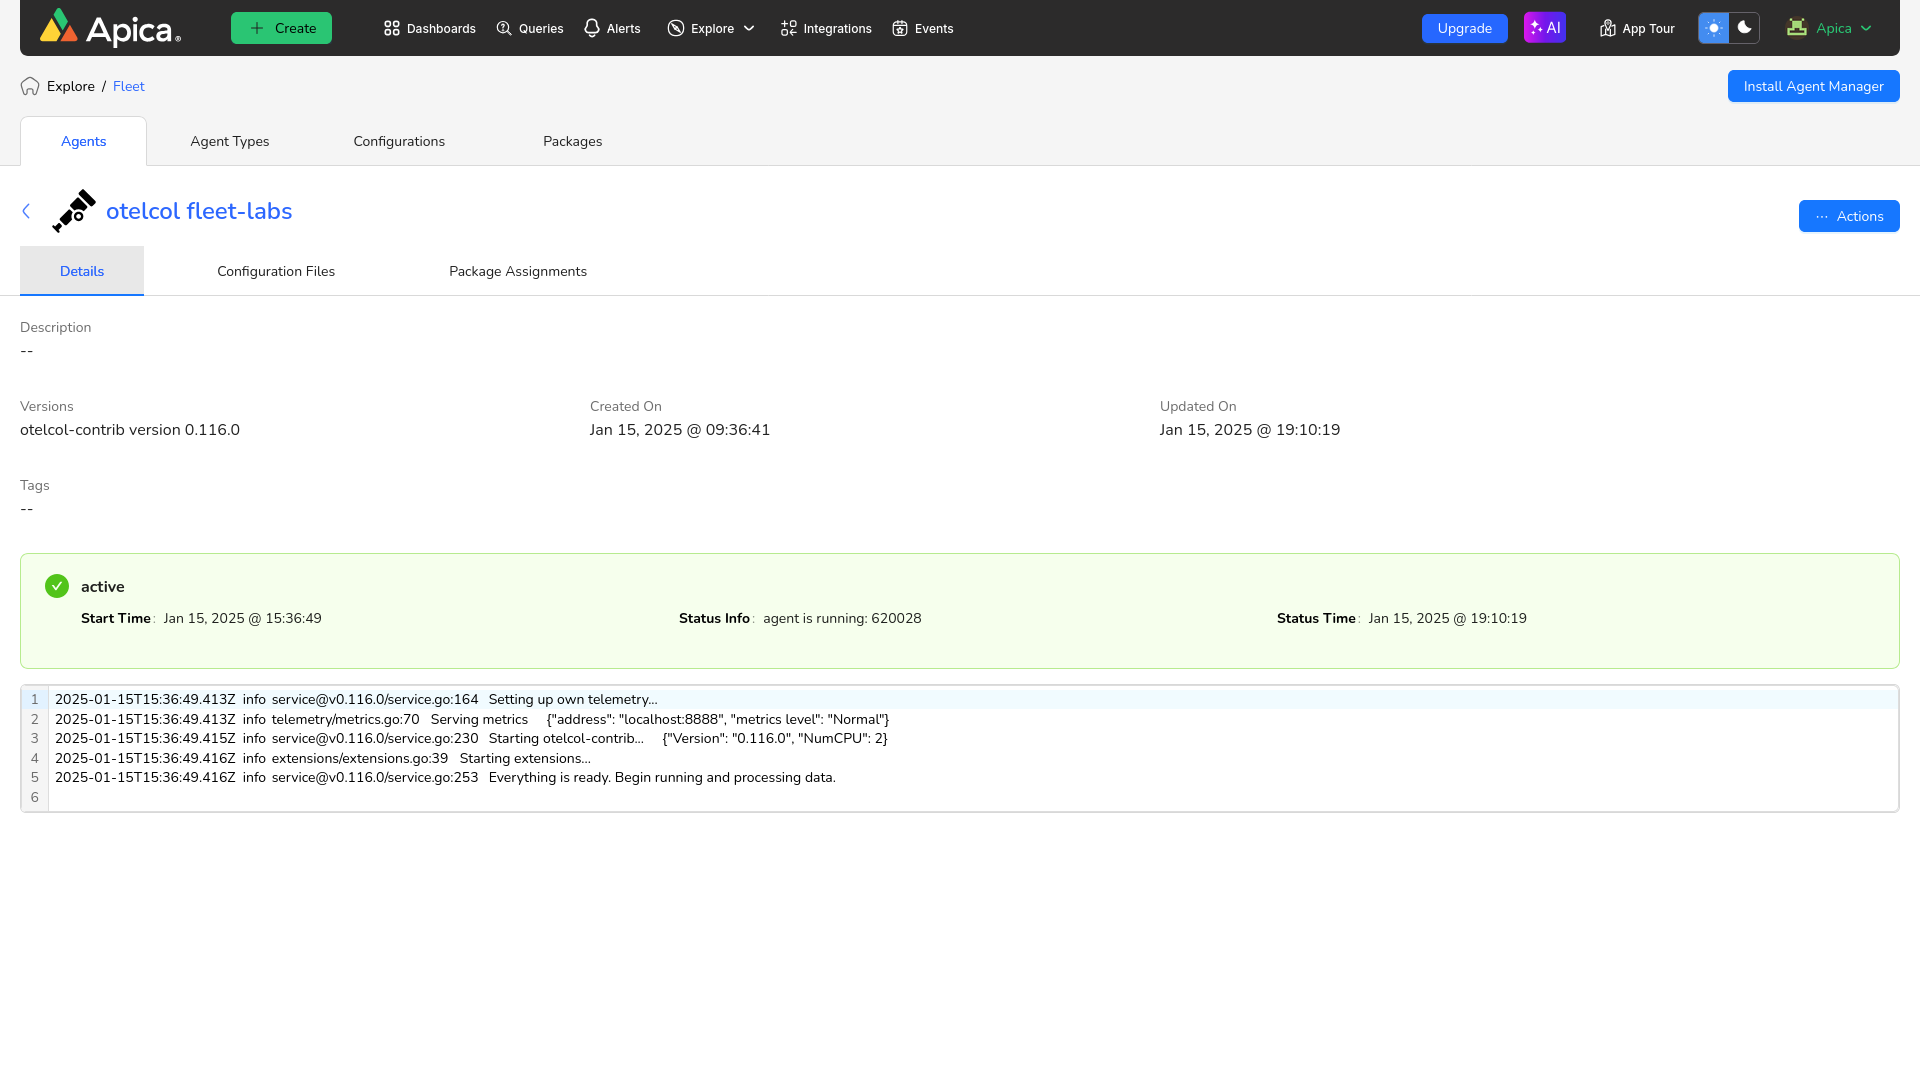 Apica® Create Dashboards Queries Alerts Explore Integrations Events Upgrade AI App Tour Apica
Explore / Fleet Install Agent Manager
Agents Agent Types Configurations Packages
otelcol fleet-labs ··· Actions
Details Configuration Files Package Assignments
Description
--
Versions Created On Updated On
otelcol-contrib version 0.116.0 Jan 15, 2025 @ 09:36:41 Jan 15, 2025 @ 19:10:19
Tags
--
active
Start Time : Jan 15, 2025 @ 15:36:49 Status Info : agent is running: 620028 Status Time : Jan 15, 2025 @ 19:10:19
1 2025-01-15T15:36:49.413Z info service@v0.116.0/service.go:164 Setting up own telemetry...
2 2025-01-15T15:36:49.413Z info telemetry/metrics.go:70 Serving metrics {"address": "localhost:8888", "metrics level": "Normal"}
3 2025-01-15T15:36:49.415Z info service@v0.116.0/service.go:230 Starting otelcol-contrib... {"Version": "0.116.0", "NumCPU": 2}
4 2025-01-15T15:36:49.416Z info extensions/extensions.go:39 Starting extensions...
5 2025-01-15T15:36:49.416Z info service@v0.116.0/service.go:253 Everything is ready. Begin running and processing data.
6